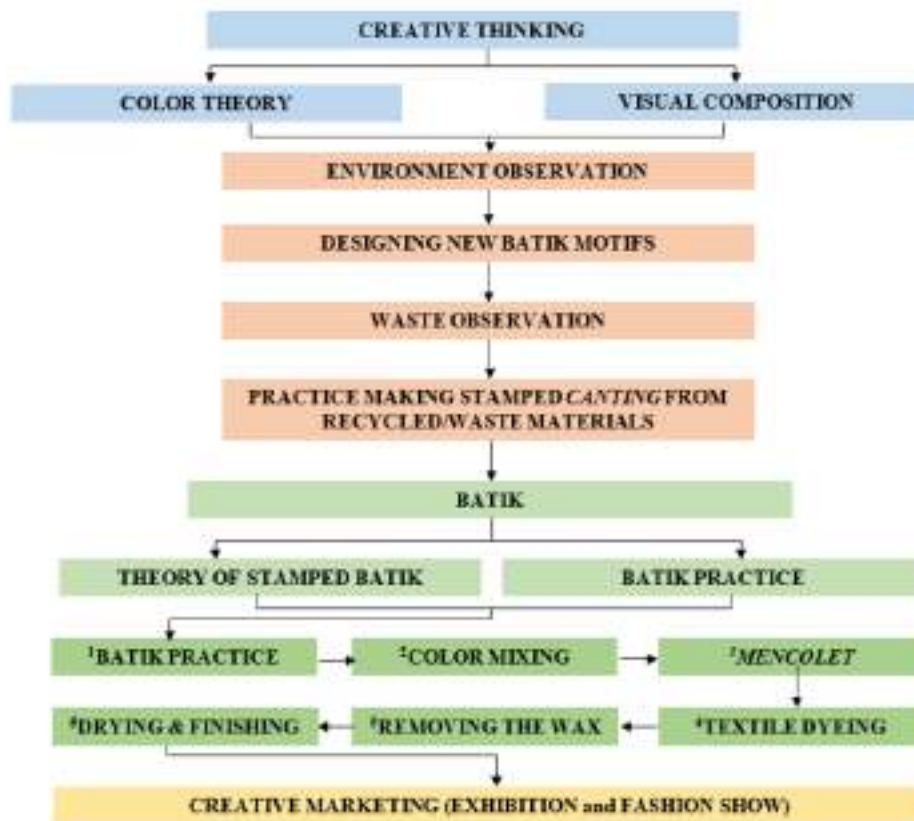 CREATIVE THINKING
COLOR THEORY
VISUAL COMPOSITION
ENVIRONMENT OBSERVATION
DESIGNING NEW BATIK MOTIFS
WASTE OBSERVATION
PRACTICE MAKING STAMPED CANTING FROM
RECYCLED/WASTE MATERIALS
BATIK
THEORY OF STAMPED BATIK
BATIK PRACTICE
¹BATIK PRACTICE
²COLOR MIXING
³MENCOLET
⁴TEXTILE DYEING
⁵REMOVING THE WAX
⁶DRYING & FINISHING
CREATIVE MARKETING (EXHIBITION and FASHION SHOW)